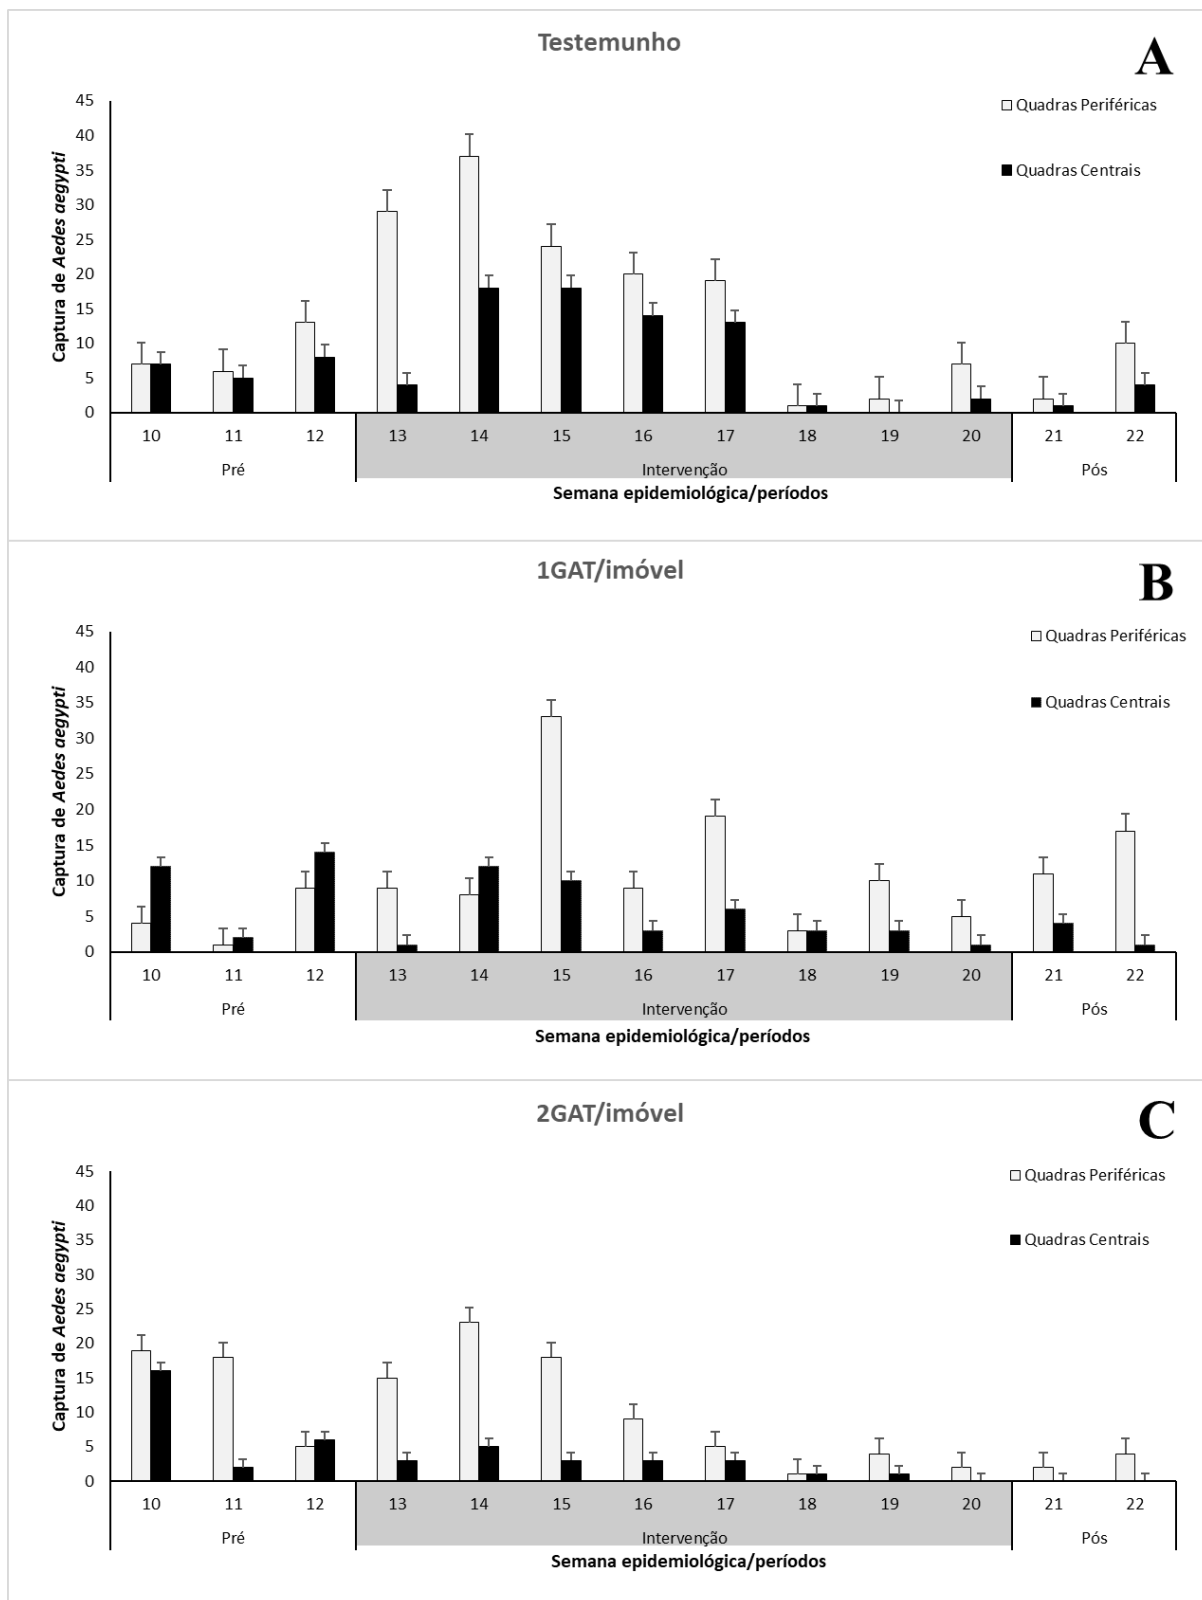 Testemunho
A
45
40
35
30
25
20
15
10
5
0
Captura de Aedes aegypti
Quadras Periféricas
Quadras Centrais
10 11 12 13 14 15 16 17 18 19 20 21 22
Pré Intervenção Pós
Semana epidemiológica/períodos
1GAT/imóvel
B
45
40
35
30
25
20
15
10
5
0
Captura de Aedes aegypti
Quadras Periféricas
Quadras Centrais
10 11 12 13 14 15 16 17 18 19 20 21 22
Pré Intervenção Pós
Semana epidemiológica/períodos
2GAT/imóvel
C
45
40
35
30
25
20
15
10
5
0
Captura de Aedes aegypti
Quadras Periféricas
Quadras Centrais
10 11 12 13 14 15 16 17 18 19 20 21 22
Pré Intervenção Pós
Semana epidemiológica/períodos